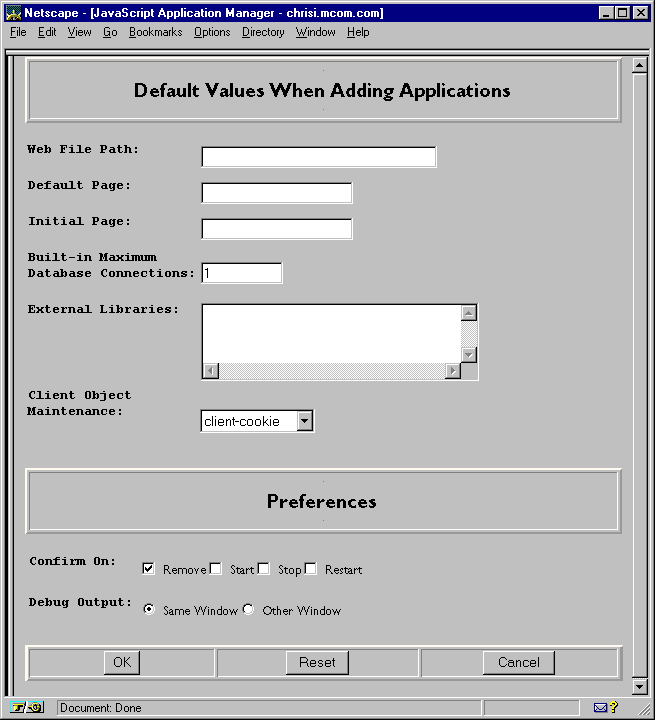 Netscape - [JavaScript Application Manager - chrisi.mcom.com]
File Edit View Go Bookmarks Options Directory Window Help
Default Values When Adding Applications
Web File Path:
Default Page:
Initial Page:
Built-in Maximum
Database Connections: 1
External Libraries:
Client Object
Maintenance:
client-cookie
Preferences
Confirm On: Remove Start Stop Restart
Debug Output: Same Window Other Window
OK Reset Cancel
Document: Done